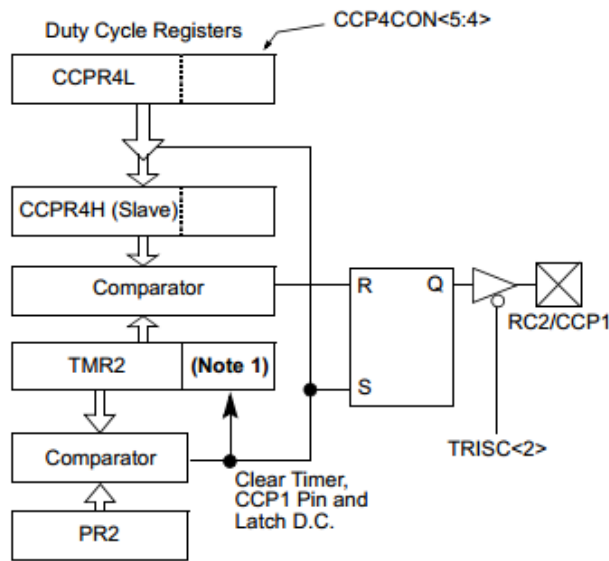 Duty Cycle Registers
CCP4CON<5:4>
CCPR4L
CCPR4H (Slave)
Comparator
R
Q
RC2/CCP1
TMR2
(Note 1)
S
TRISC<2>
Comparator
Clear Timer,
CCP1 Pin and
Latch D.C.
PR2